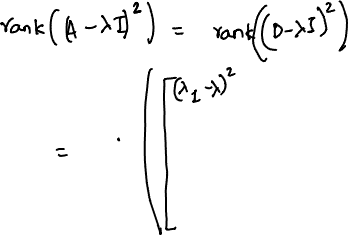 rank((A - λI)²) = rank((D - λI)²)
= · ([(λ₁ - λ)²